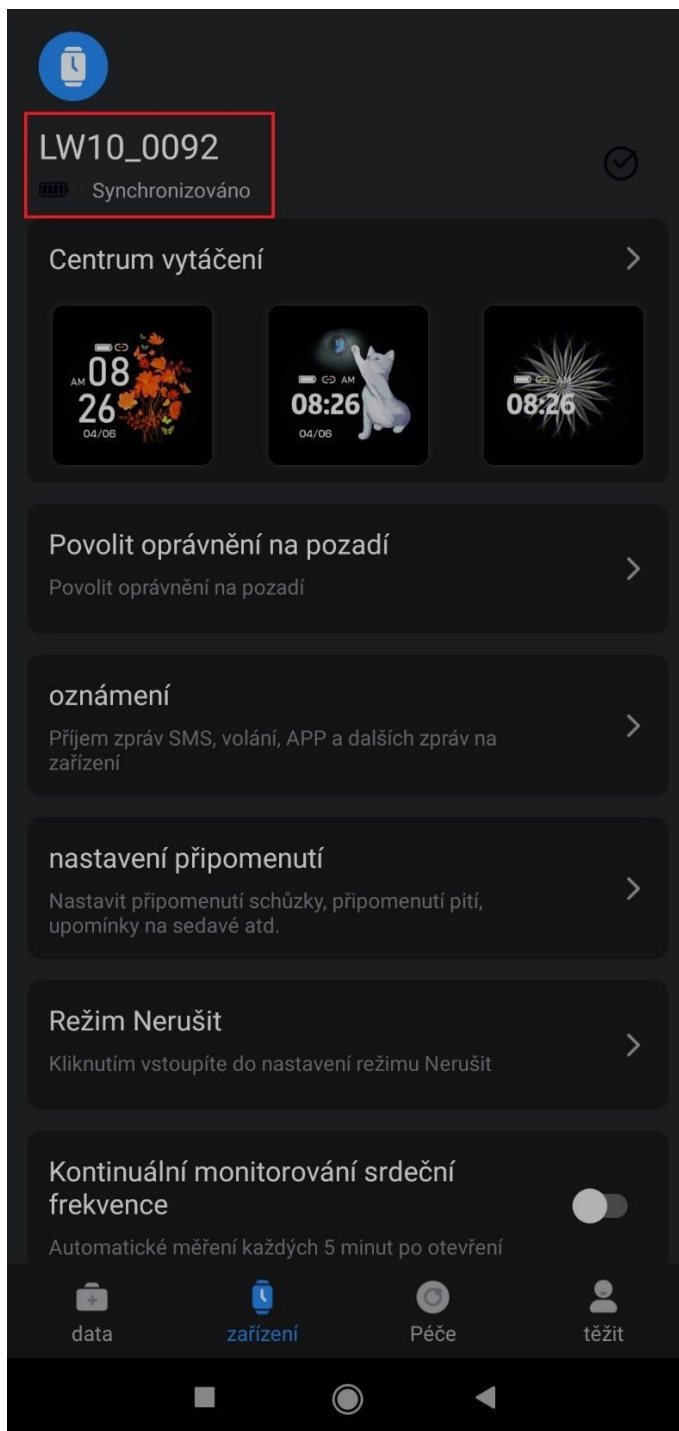 LW10_0092
Synchronizováno
Centrum vytáčení
AM 08
26
04/06
AM
08:26
04/06
AM
08:26
Povolit oprávnění na pozadí
Povolit oprávnění na pozadí
oznámení
Příjem zpráv SMS, volání, APP a dalších zpráv na
zařízení
nastavení připomenutí
Nastavit připomenutí schůzky, připomenutí pití,
upomínky na sedavé atd.
Režim Nerušit
Kliknutím vstoupíte do nastavení režimu Nerušit
Kontinuální monitorování srdeční
frekvence
Automatické měření každých 5 minut po otevření
data zařízení Péče těžit